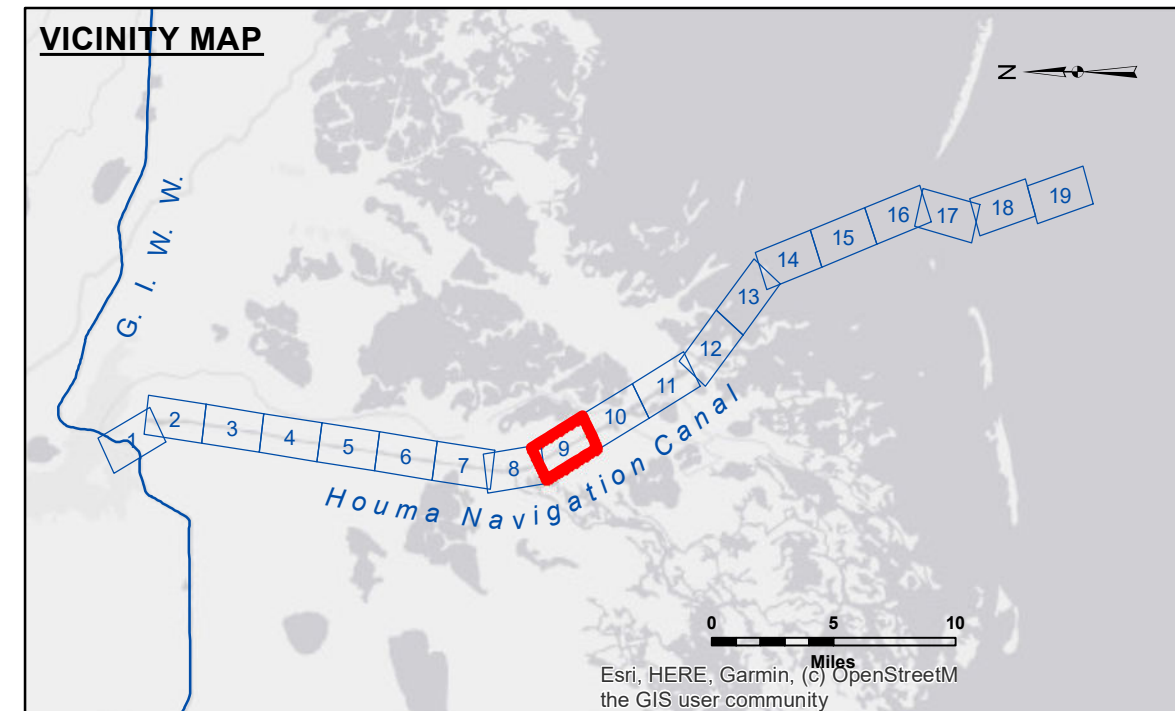 VICINITY MAP
N
G. I. W. W.
1
2
3
4
5
6
7
8
9
10
11
12
13
14
15
16
17
18
19
Houma Navigation Canal
0 5 10
Miles
Esri, HERE, Garmin, (c) OpenStreetM
the GIS user community